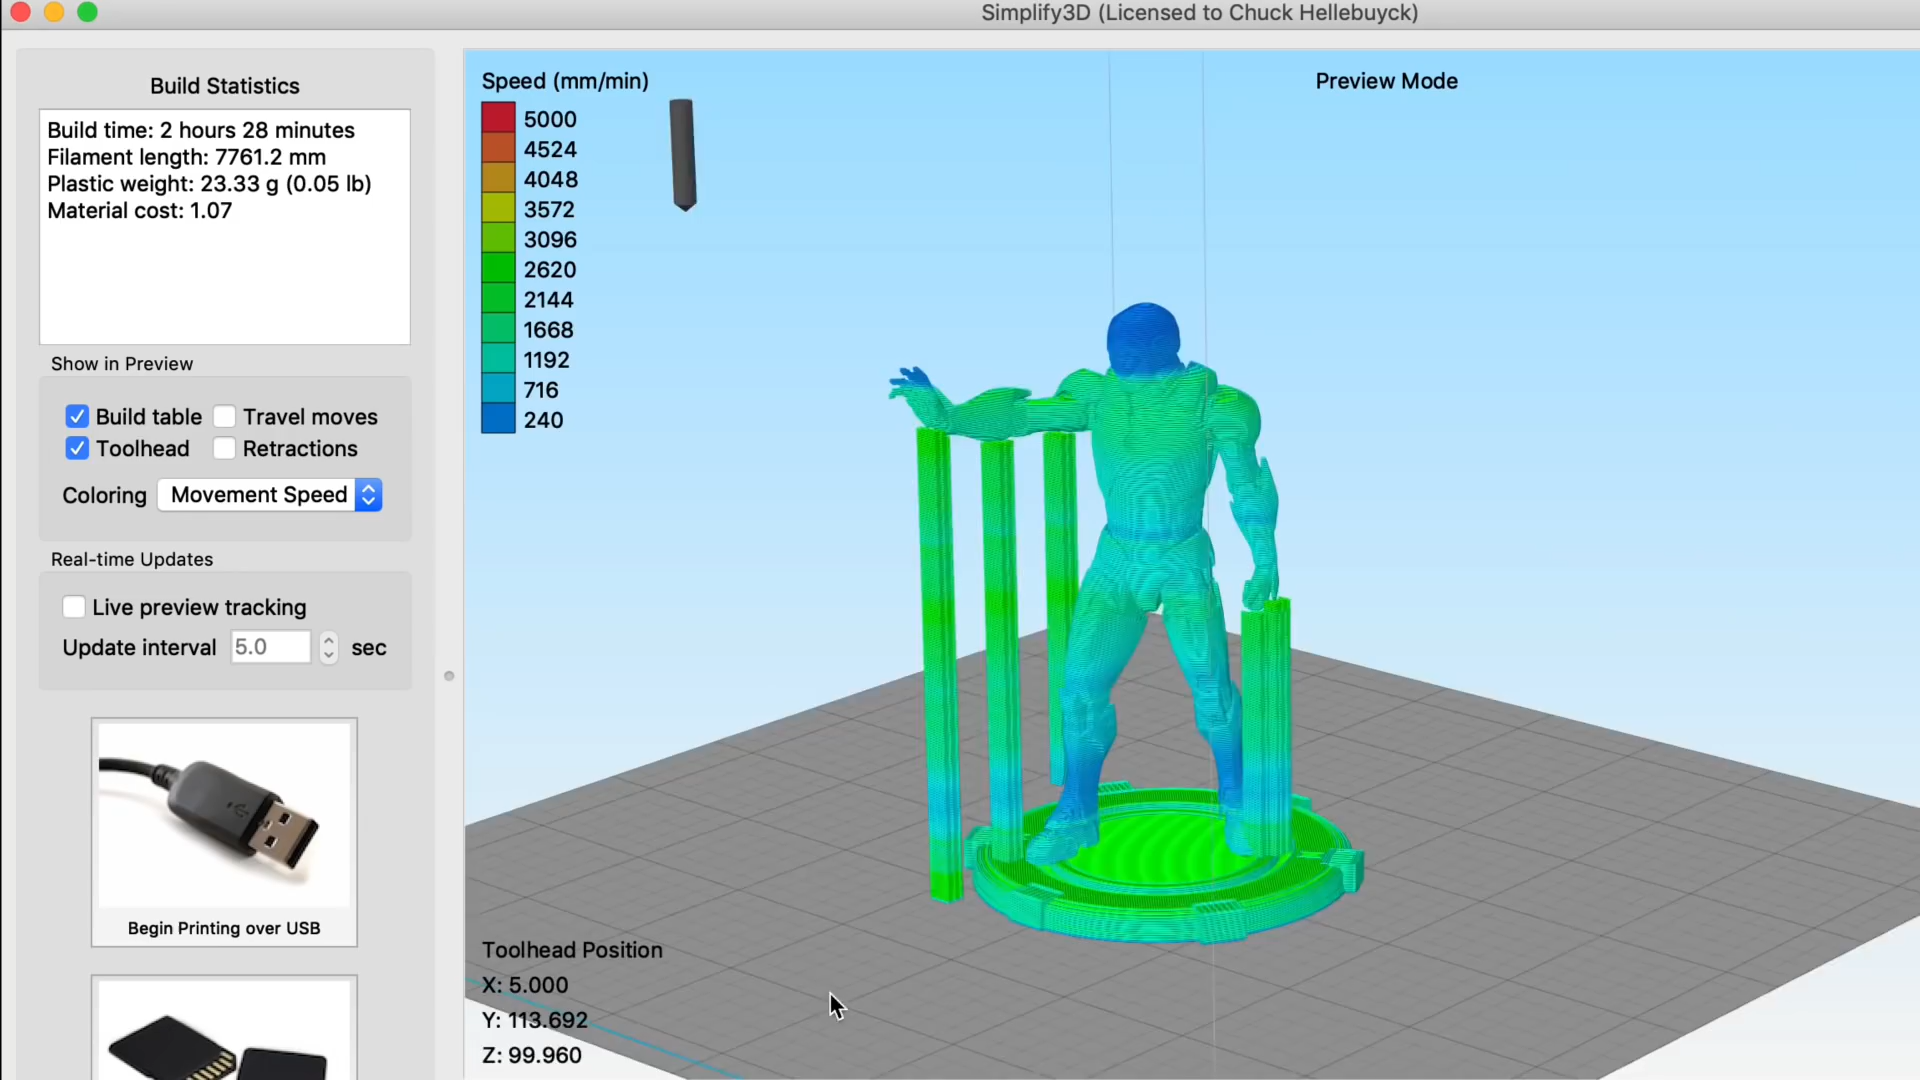 Simplify3D (Licensed to Chuck Hellebuyck)
Build Statistics
Build time: 2 hours 28 minutes
Filament length: 7761.2 mm
Plastic weight: 23.33 g (0.05 lb)
Material cost: 1.07
Show in Preview
Build table
Travel moves
Toolhead
Retractions
Coloring
Movement Speed
Real-time Updates
Live preview tracking
Update interval 5.0 sec
Begin Printing over USB
Speed (mm/min)
5000
4524
4048
3572
3096
2620
2144
1668
1192
716
240
Preview Mode
Toolhead Position
X: 5.000
Y: 113.692
Z: 99.960